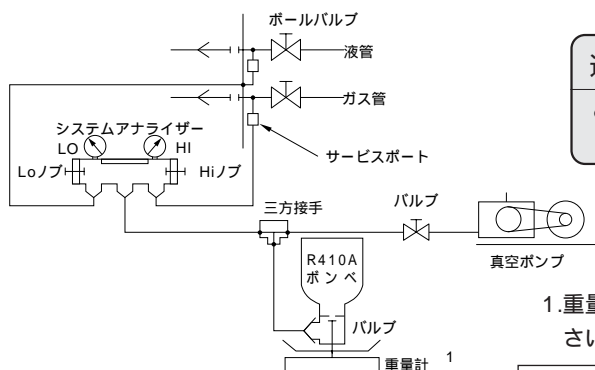 ボールバルブ
液管
ガス管
システムアナライザー
LO
HI
Loノブ
Hiノブ
サービスポート
三方接手
バルブ
R410A
ボンベ
真空ポンプ
バルブ
重量計 1
1.重量
さい